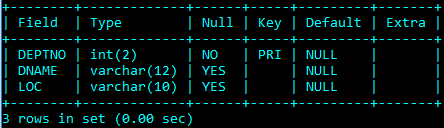 +--------+-------------+------+-----+---------+-------+
| Field  | Type        | Null | Key | Default | Extra |
+--------+-------------+------+-----+---------+-------+
| DEPTNO | int(2)      | NO   | PRI | NULL    |       |
| DNAME  | varchar(12) | YES  |     | NULL    |       |
| LOC    | varchar(10) | YES  |     | NULL    |       |
+--------+-------------+------+-----+---------+-------+
3 rows in set (0.00 sec)